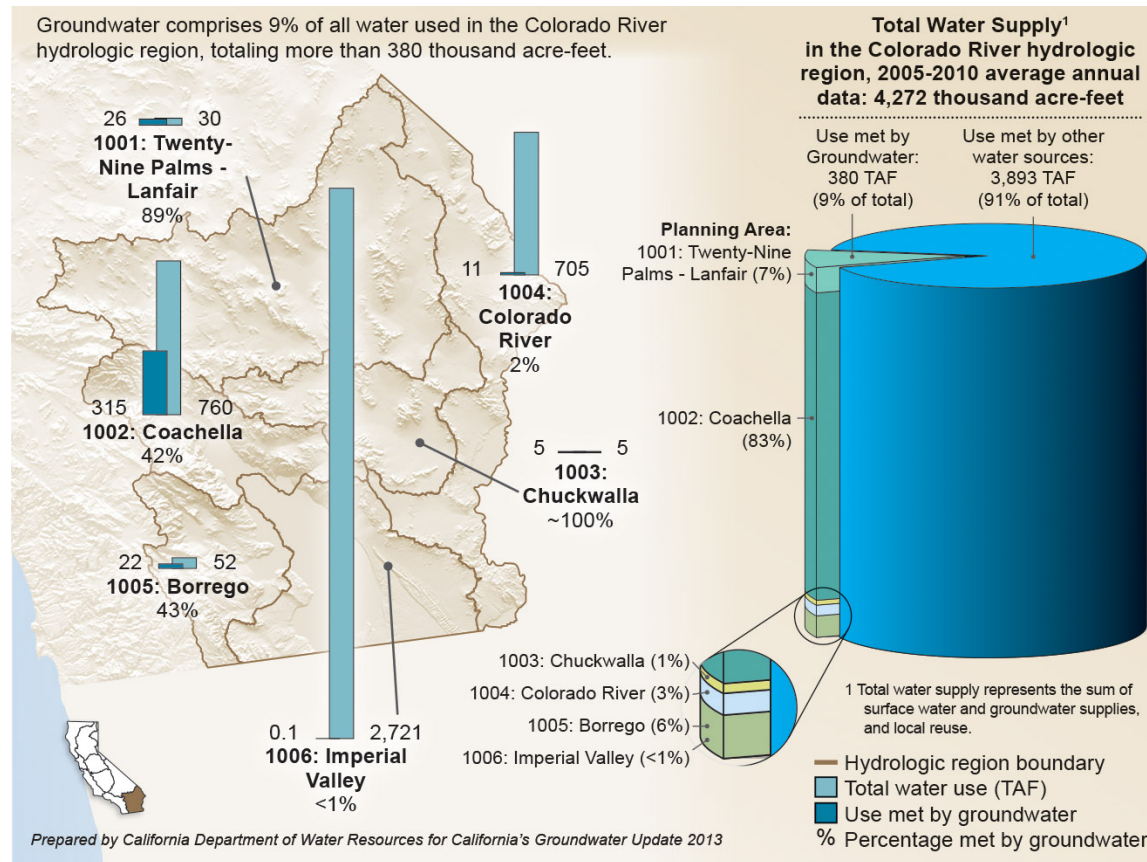 Groundwater comprises 9% of all water used in the Colorado River
hydrologic region, totaling more than 380 thousand acre-feet.
26 30
1001: Twenty-
Nine Palms -
Lanfair
89%
11 705
1004:
Colorado
River
2%
315 760
1002: Coachella
42%
5 5
1003:
Chuckwalla
~100%
22 52
1005: Borrego
43%
0.1 2,721
1006: Imperial
Valley
<1%
Prepared by California Department of Water Resources for California's Groundwater Update 2013
Total Water Supply¹
in the Colorado River hydrologic
region, 2005-2010 average annual
data: 4,272 thousand acre-feet
Use met by
Groundwater:
380 TAF
(9% of total)
Use met by other
water sources:
3,893 TAF
(91% of total)
Planning Area:
1001: Twenty-Nine
Palms - Lanfair (7%)
1002: Coachella
(83%)
1003: Chuckwalla (1%)
1004: Colorado River (3%)
1005: Borrego (6%)
1006: Imperial Valley (<1%)
1 Total water supply represents the sum of
surface water and groundwater supplies,
and local reuse.
Hydrologic region boundary
Total water use (TAF)
Use met by groundwater
% Percentage met by groundwater